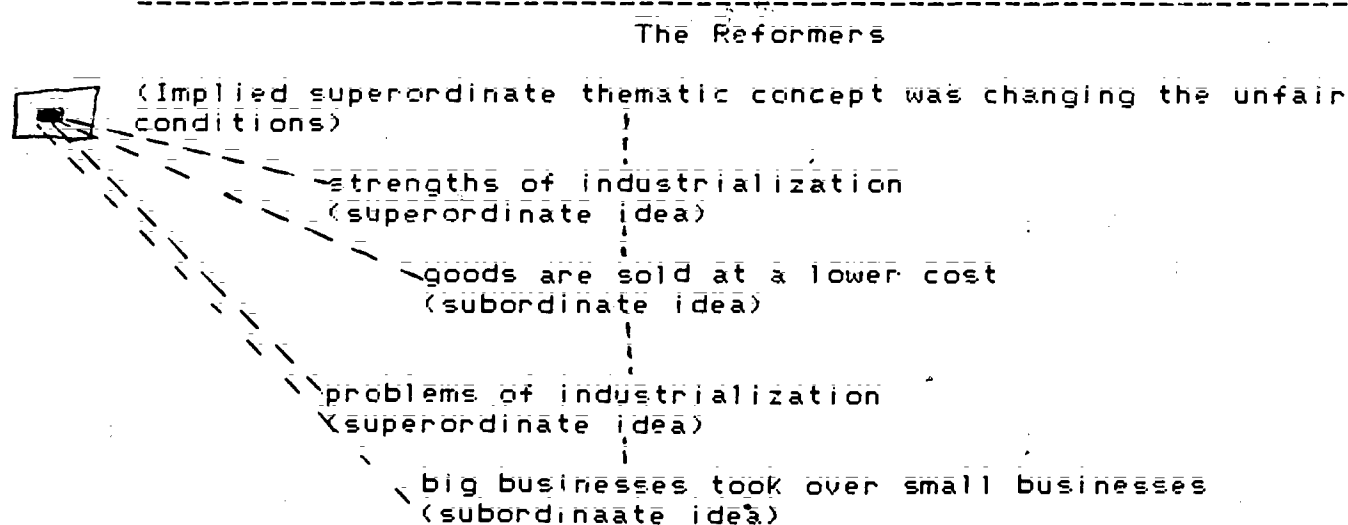 The Reformers
(Implied superordinate thematic concept was changing the unfair
conditions)
strengths of industrialization
(superordinate idea)
goods are sold at a lower cost
(subordinate idea)
problems of industrialization
(superordinate idea)
big businesses took over small businesses
(subordinaate idea)